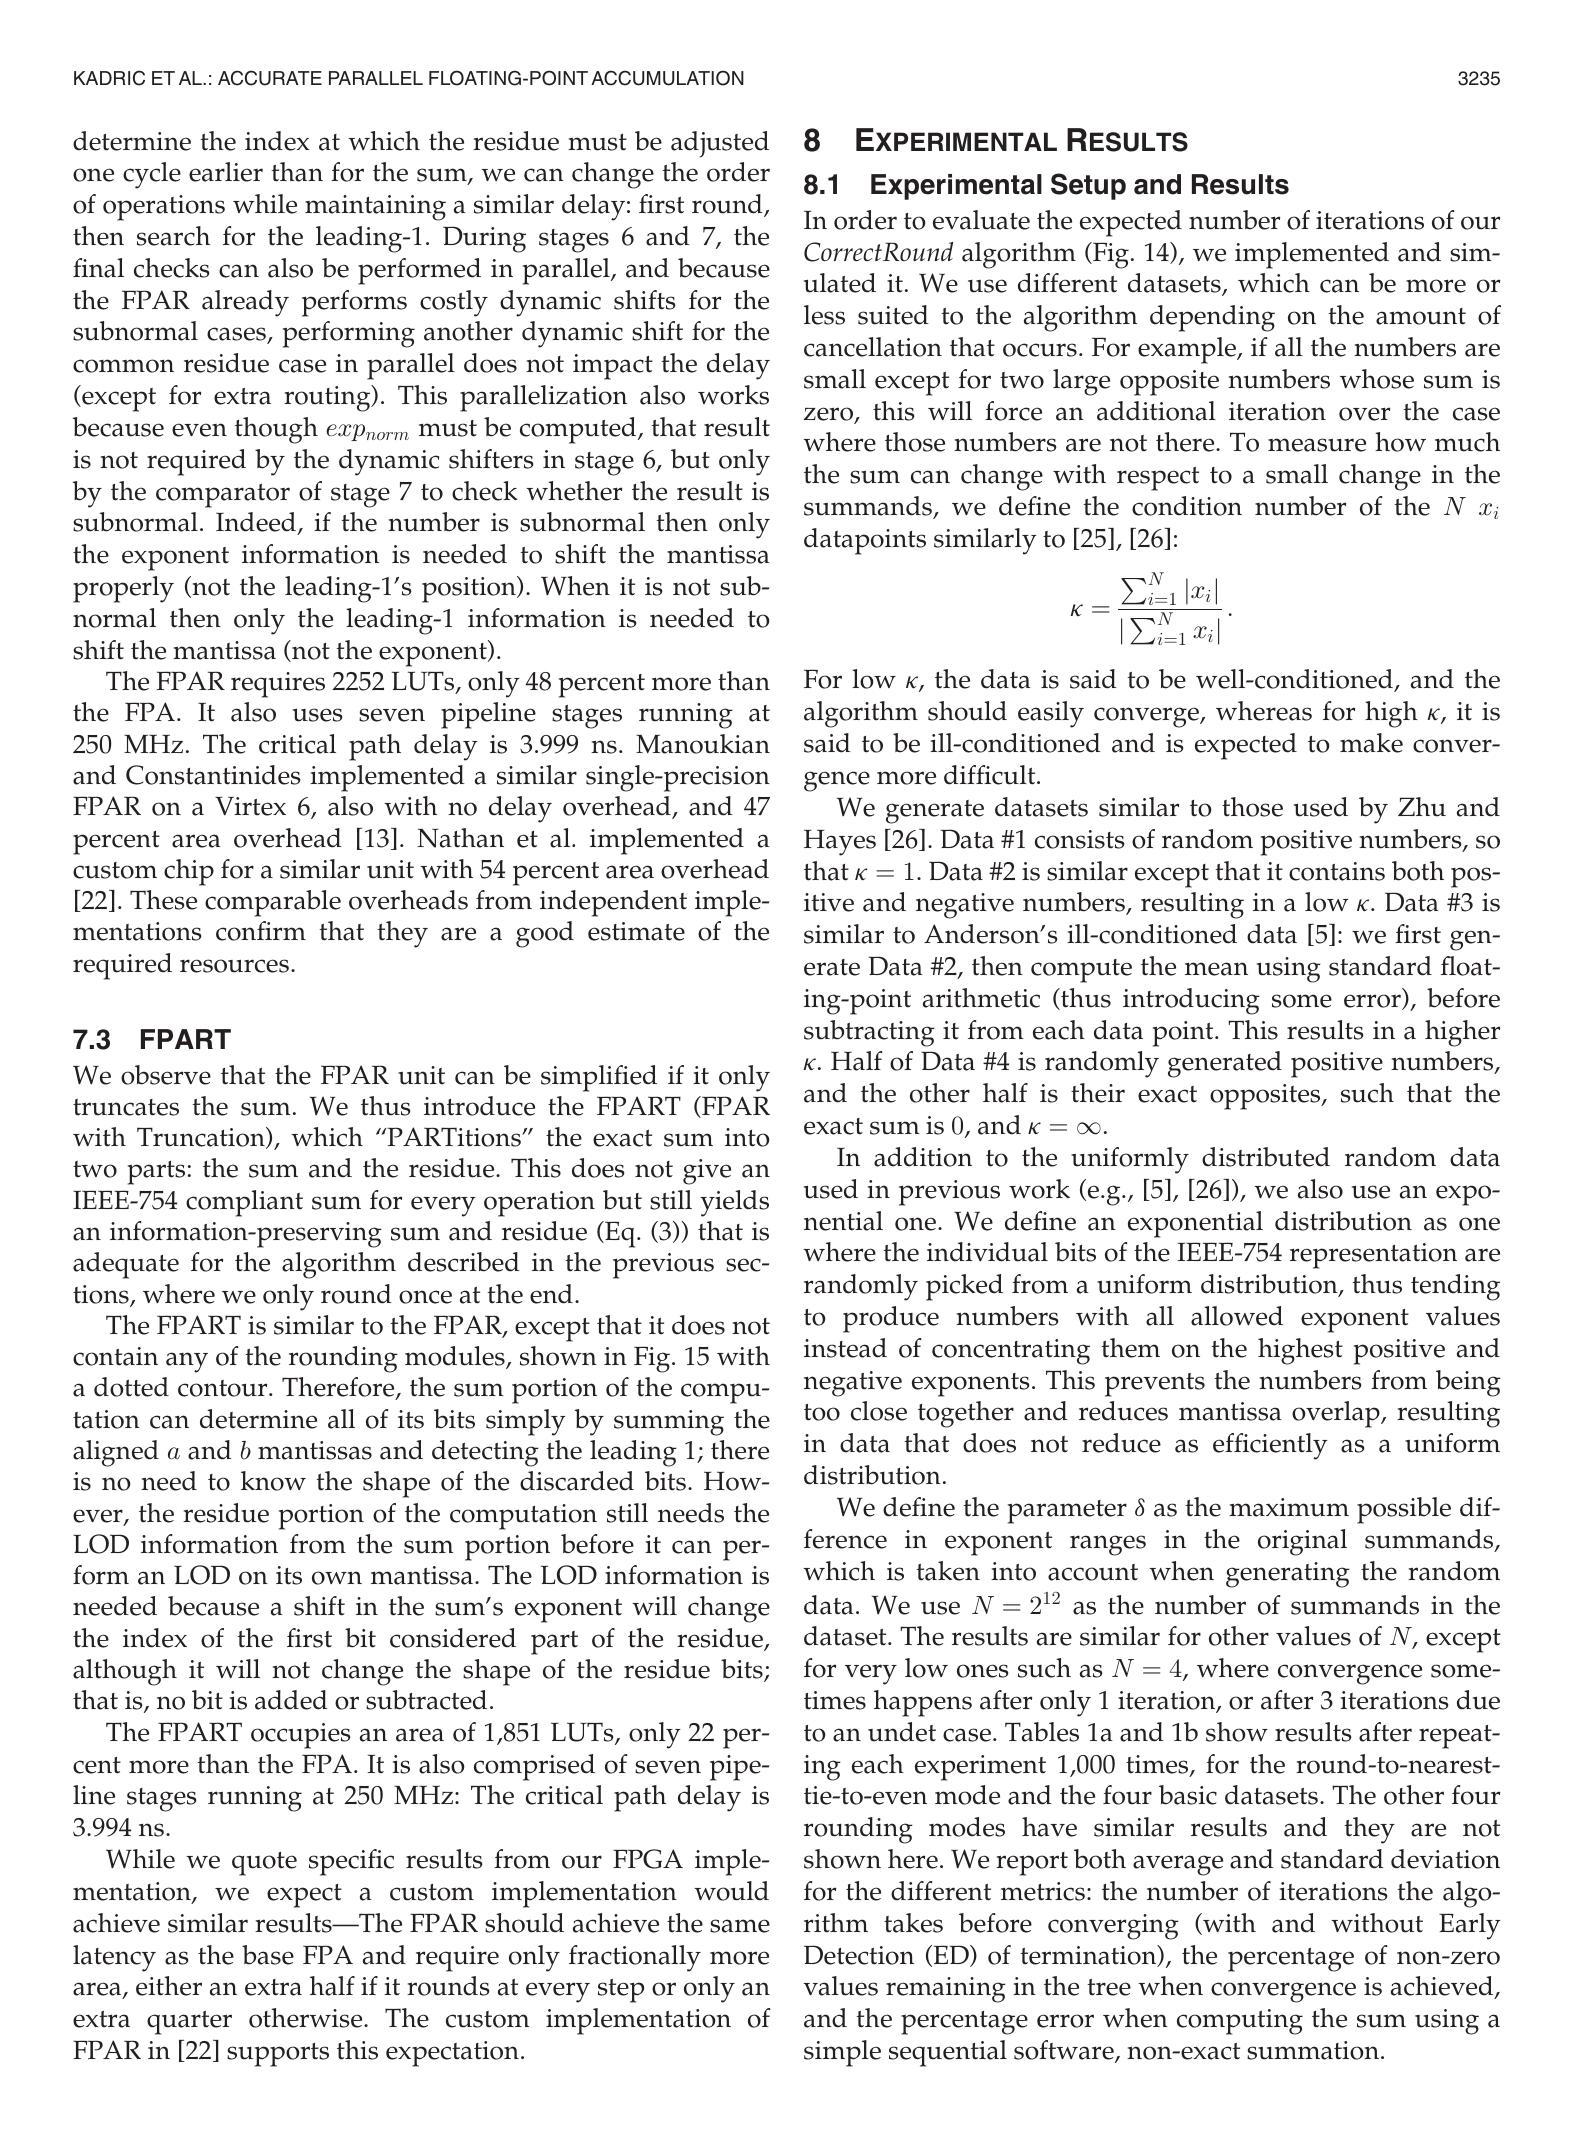 KADRIC ET AL.: ACCURATE PARALLEL FLOATING-POINT ACCUMULATION
3235
determine the index at which the residue must be adjusted
one cycle earlier than for the sum, we can change the order
of operations while maintaining a similar delay: first round,
then search for the leading-1. During stages 6 and 7, the
final checks can also be performed in parallel, and because
the FPAR already performs costly dynamic shifts for the
subnormal cases, performing another dynamic shift for the
common residue case in parallel does not impact the delay
(except for extra routing). This parallelization also works
because even though exp_norm must be computed, that result
is not required by the dynamic shifters in stage 6, but only
by the comparator of stage 7 to check whether the result is
subnormal. Indeed, if the number is subnormal then only
the exponent information is needed to shift the mantissa
properly (not the leading-1's position). When it is not sub-
normal then only the leading-1 information is needed to
shift the mantissa (not the exponent).
The FPAR requires 2252 LUTs, only 48 percent more than
the FPA. It also uses seven pipeline stages running at
250 MHz. The critical path delay is 3.999 ns. Manoukian
and Constantinides implemented a similar single-precision
FPAR on a Virtex 6, also with no delay overhead, and 47
percent area overhead [13]. Nathan et al. implemented a
custom chip for a similar unit with 54 percent area overhead
[22]. These comparable overheads from independent imple-
mentations confirm that they are a good estimate of the
required resources.
7.3 FPART
We observe that the FPAR unit can be simplified if it only
truncates the sum. We thus introduce the FPART (FPAR
with Truncation), which “PARTitions” the exact sum into
two parts: the sum and the residue. This does not give an
IEEE-754 compliant sum for every operation but still yields
an information-preserving sum and residue (Eq. (3)) that is
adequate for the algorithm described in the previous sec-
tions, where we only round once at the end.
The FPART is similar to the FPAR, except that it does not
contain any of the rounding modules, shown in Fig. 15 with
a dotted contour. Therefore, the sum portion of the compu-
tation can determine all of its bits simply by summing the
aligned a and b mantissas and detecting the leading 1; there
is no need to know the shape of the discarded bits. How-
ever, the residue portion of the computation still needs the
LOD information from the sum portion before it can per-
form an LOD on its own mantissa. The LOD information is
needed because a shift in the sum's exponent will change
the index of the first bit considered part of the residue,
although it will not change the shape of the residue bits;
that is, no bit is added or subtracted.
The FPART occupies an area of 1,851 LUTs, only 22 per-
cent more than the FPA. It is also comprised of seven pipe-
line stages running at 250 MHz: The critical path delay is
3.994 ns.
While we quote specific results from our FPGA imple-
mentation, we expect a custom implementation would
achieve similar results—The FPAR should achieve the same
latency as the base FPA and require only fractionally more
area, either an extra half if it rounds at every step or only an
extra quarter otherwise. The custom implementation of
FPAR in [22] supports this expectation.
8 EXPERIMENTAL RESULTS
8.1 Experimental Setup and Results
In order to evaluate the expected number of iterations of our
CorrectRound algorithm (Fig. 14), we implemented and sim-
ulated it. We use different datasets, which can be more or
less suited to the algorithm depending on the amount of
cancellation that occurs. For example, if all the numbers are
small except for two large opposite numbers whose sum is
zero, this will force an additional iteration over the case
where those numbers are not there. To measure how much
the sum can change with respect to a small change in the
summands, we define the condition number of the N x_i
datapoints similarly to [25], [26]:
κ = \frac{\sum_{i=1}^{N} |x_i|}{|\sum_{i=1}^{N} x_i|}.
For low κ, the data is said to be well-conditioned, and the
algorithm should easily converge, whereas for high κ, it is
said to be ill-conditioned and is expected to make conver-
gence more difficult.
We generate datasets similar to those used by Zhu and
Hayes [26]. Data #1 consists of random positive numbers, so
that κ = 1. Data #2 is similar except that it contains both pos-
itive and negative numbers, resulting in a low κ. Data #3 is
similar to Anderson's ill-conditioned data [5]: we first gen-
erate Data #2, then compute the mean using standard float-
ing-point arithmetic (thus introducing some error), before
subtracting it from each data point. This results in a higher
κ. Half of Data #4 is randomly generated positive numbers,
and the other half is their exact opposites, such that the
exact sum is 0, and κ = ∞.
In addition to the uniformly distributed random data
used in previous work (e.g., [5], [26]), we also use an expo-
nential one. We define an exponential distribution as one
where the individual bits of the IEEE-754 representation are
randomly picked from a uniform distribution, thus tending
to produce numbers with all allowed exponent values
instead of concentrating them on the highest positive and
negative exponents. This prevents the numbers from being
too close together and reduces mantissa overlap, resulting
in data that does not reduce as efficiently as a uniform
distribution.
We define the parameter δ as the maximum possible dif-
ference in exponent ranges in the original summands,
which is taken into account when generating the random
data. We use N = 2^{12} as the number of summands in the
dataset. The results are similar for other values of N, except
for very low ones such as N = 4, where convergence some-
times happens after only 1 iteration, or after 3 iterations due
to an undet case. Tables 1a and 1b show results after repeat-
ing each experiment 1,000 times, for the round-to-nearest-
tie-to-even mode and the four basic datasets. The other four
rounding modes have similar results and they are not
shown here. We report both average and standard deviation
for the different metrics: the number of iterations the algo-
rithm takes before converging (with and without Early
Detection (ED) of termination), the percentage of non-zero
values remaining in the tree when convergence is achieved,
and the percentage error when computing the sum using a
simple sequential software, non-exact summation.